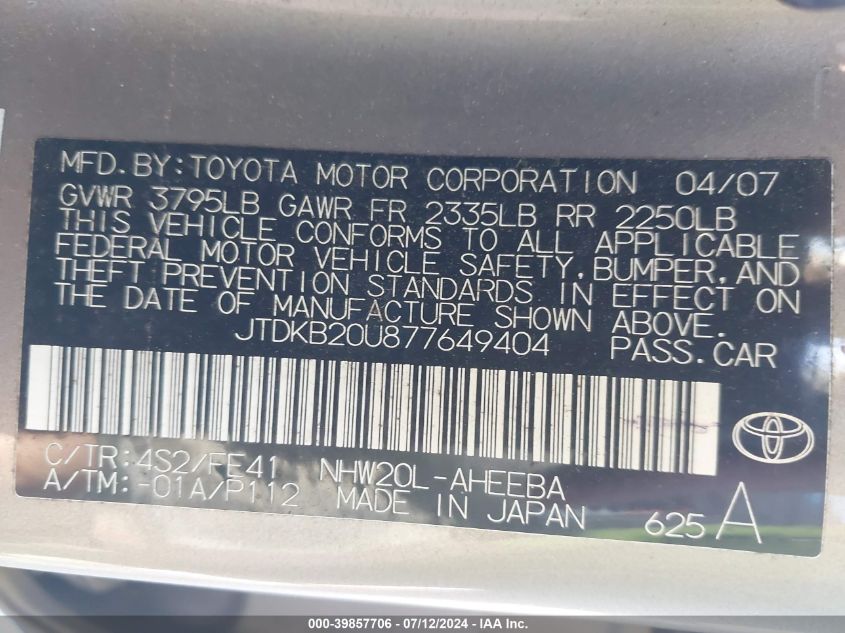 MFD.BY:TOYOTA MOTOR CORPORATION 04/07
GVWR 3795LB GAWR FR 2335LB RR 2250LB
THIS VEHICLE CONFORMS TO ALL APPLICABLE
FEDERAL MOTOR VEHICLE SAFETY,BUMPER,AND
THEFT PREVENTION STANDARDS IN EFFECT ON
THE DATE OF MANUFACTURE SHOWN ABOVE.
JTDKB20U877649404 PASS.CAR
C/TR:4S2/FE41 NHW20L-AHEEBA
A/TM:-01A/P112 MADE IN JAPAN 625 A
000-39857706 - 07/12/2024 - IAAI - Copart Inc.